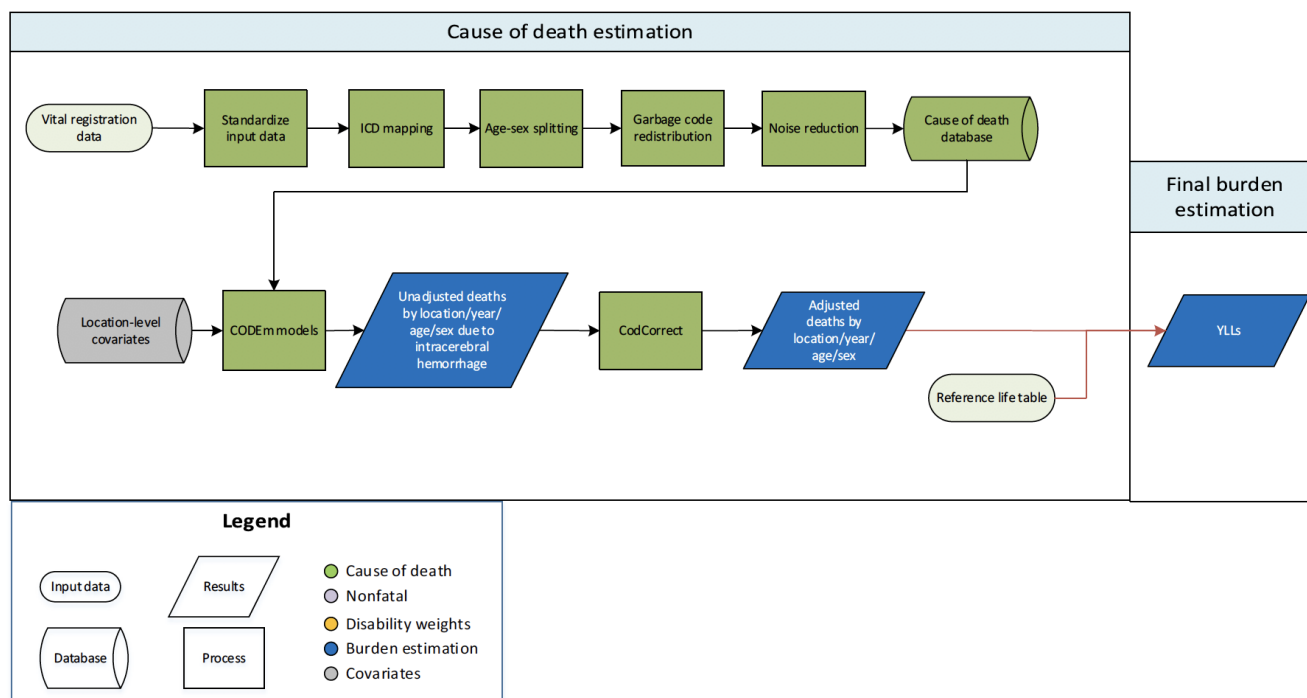 Cause of death estimation
Vital registration
data
Standardize
input data
ICD mapping
Age-sex splitting
Garbage code
redistribution
Noise reduction
Cause of death
database
Final burden
estimation
Location-level
covariates
CODEm models
Unadjusted deaths
by location/year/
age/sex due to
intracerebral
hemorrhage
CodCorrect
Adjusted
deaths by
location/year/
age/sex
YLLs
Reference life table
Legend
Input data
Results
Database
Process
Cause of death
Nonfatal
Disability weights
Burden estimation
Covariates